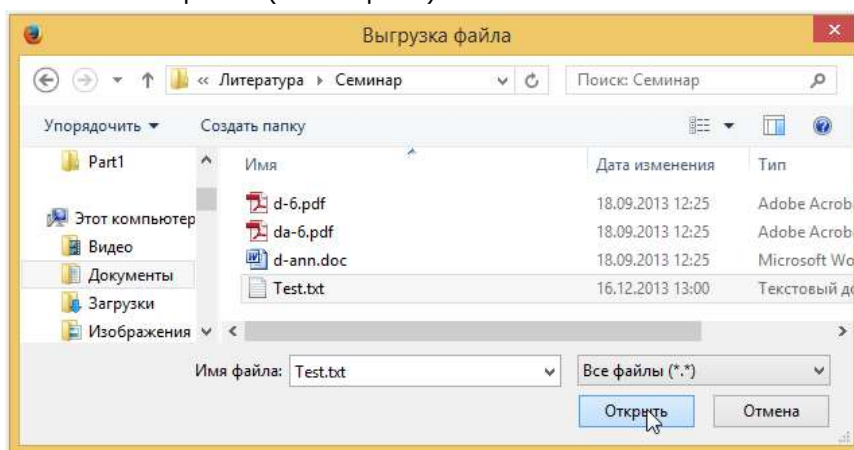 Выгрузка файла
« Литература Семинар Поиск: Семинар
Упорядочить Создать папку
Part1 Имя Дата изменения Тип
d-6.pdf 18.09.2013 12:25 Adobe Acrob
Этот компьютер da-6.pdf 18.09.2013 12:25 Adobe Acrob
Видео d-ann.doc 18.09.2013 12:25 Microsoft Wo
Документы Test.txt 16.12.2013 13:00 Текстовый до
Загрузки
Изображения
Имя файла: Test.txt Все файлы (*.*)
Открыть Отмена